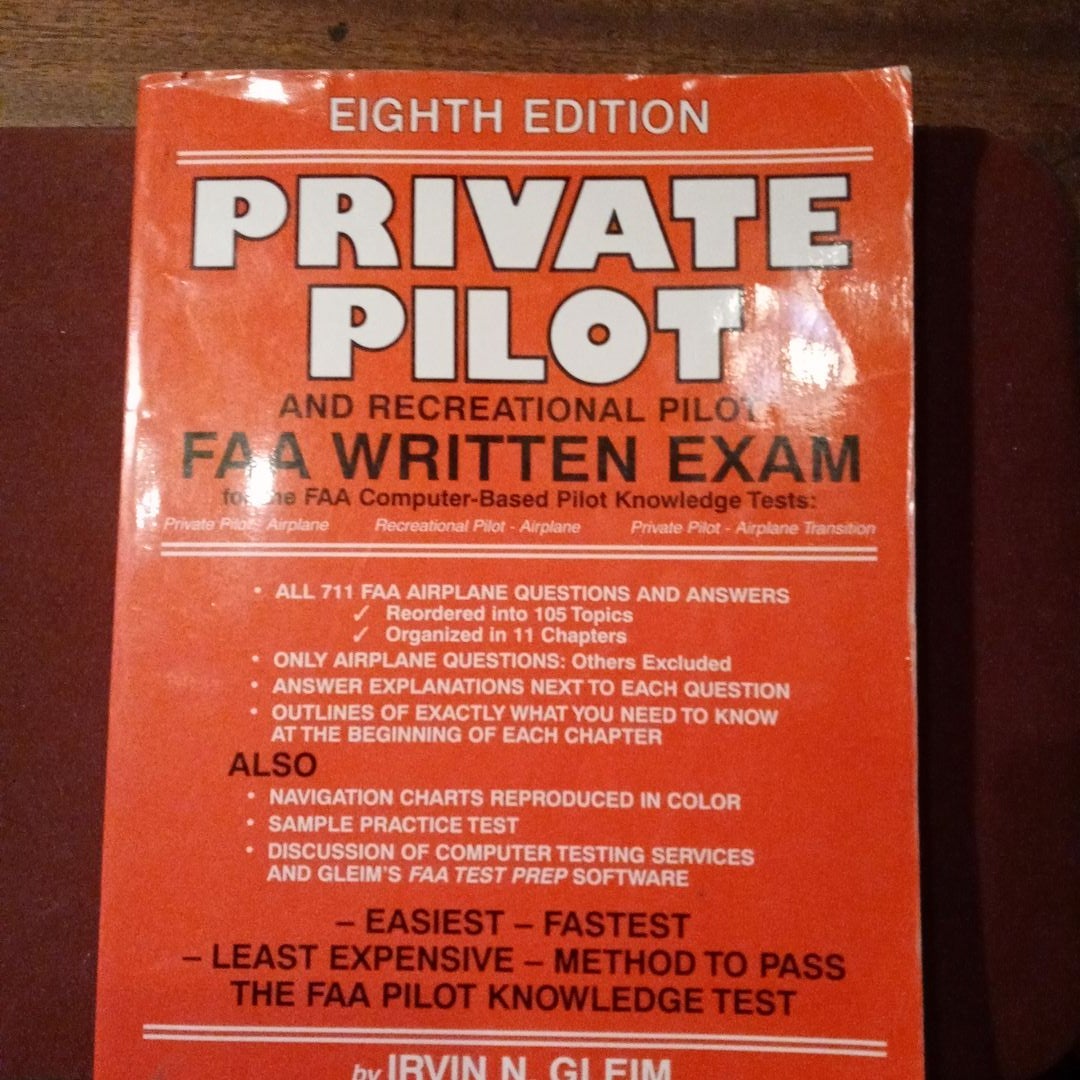 EIGHTH EDITION
PRIVATE
PILOT
AND RECREATIONAL PILOT
FAA WRITTEN EXAM
for the FAA Computer-Based Pilot Knowledge Tests:
Private Pilot - Airplane Recreational Pilot - Airplane Private Pilot - Airplane Transition
• ALL 711 FAA AIRPLANE QUESTIONS AND ANSWERS
✓ Reordered into 105 Topics
✓ Organized in 11 Chapters
• ONLY AIRPLANE QUESTIONS: Others Excluded
• ANSWER EXPLANATIONS NEXT TO EACH QUESTION
• OUTLINES OF EXACTLY WHAT YOU NEED TO KNOW
AT THE BEGINNING OF EACH CHAPTER
ALSO
• NAVIGATION CHARTS REPRODUCED IN COLOR
• SAMPLE PRACTICE TEST
• DISCUSSION OF COMPUTER TESTING SERVICES
AND GLEIM'S FAA TEST PREP SOFTWARE
– EASIEST – FASTEST
– LEAST EXPENSIVE – METHOD TO PASS
THE FAA PILOT KNOWLEDGE TEST
by IRVIN N. GLEIM